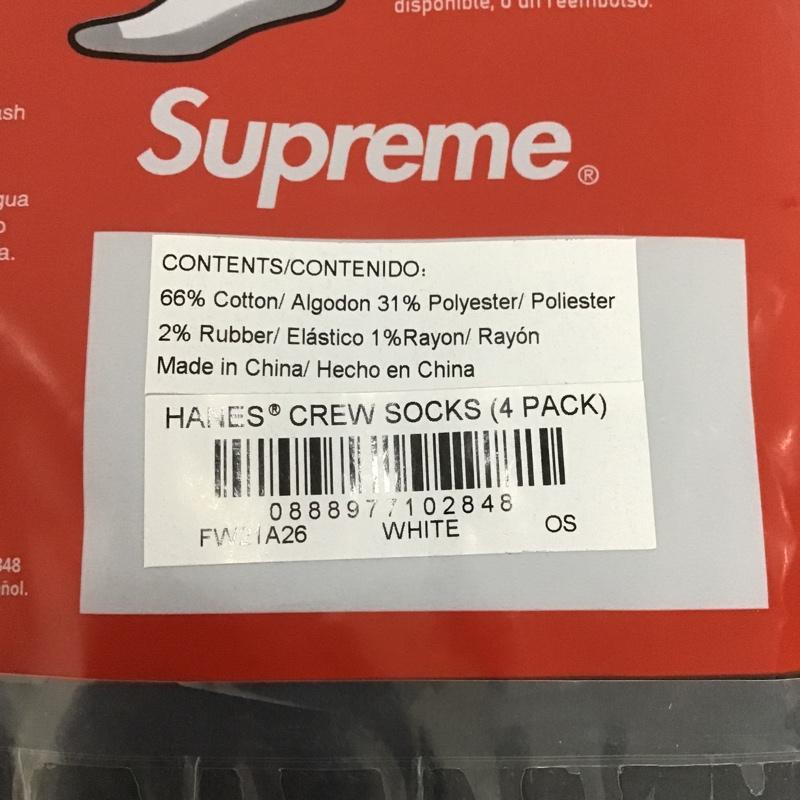 disponible, o un reembolso.
Supreme®
CONTENTS/CONTENIDO:
66% Cotton/ Algodon 31% Polyester/ Poliester
2% Rubber/ Elástico 1%Rayon/ Rayón
Made in China/ Hecho en China
HANES® CREW SOCKS (4 PACK)
0888977102848
FW21A26 WHITE OS